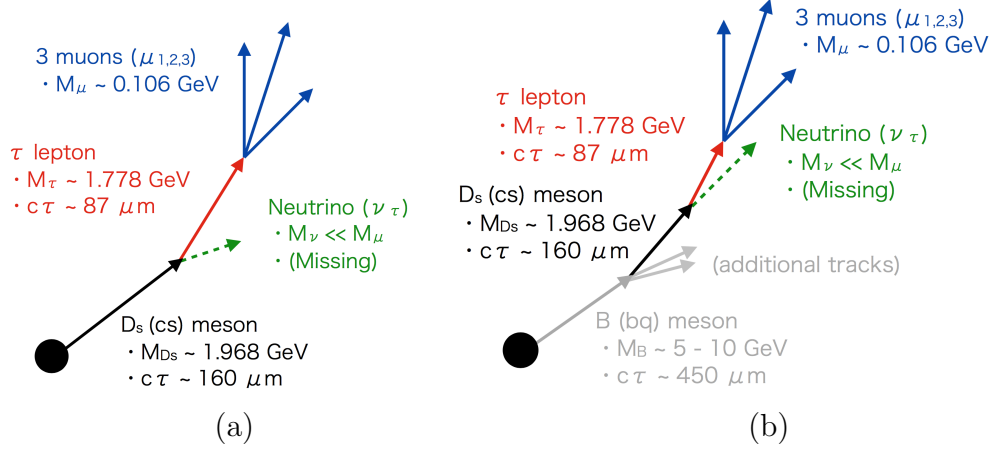 3 muons (μ1,2,3)
・Mμ ~ 0.106 GeV
τ lepton
・Mτ ~ 1.778 GeV
・cτ ~ 87 μm
Neutrino (ντ)
・Mν << Mμ
・(Missing)
Ds (cs) meson
・MDs ~ 1.968 GeV
・cτ ~ 160 μm
(a)
3 muons (μ1,2,3)
・Mμ ~ 0.106 GeV
τ lepton
・Mτ ~ 1.778 GeV
・cτ ~ 87 μm
Neutrino (ντ)
・Mν << Mμ
・(Missing)
Ds (cs) meson
・MDs ~ 1.968 GeV
・cτ ~ 160 μm
(additional tracks)
B (bq) meson
・MB ~ 5 - 10 GeV
・cτ ~ 450 μm
(b)